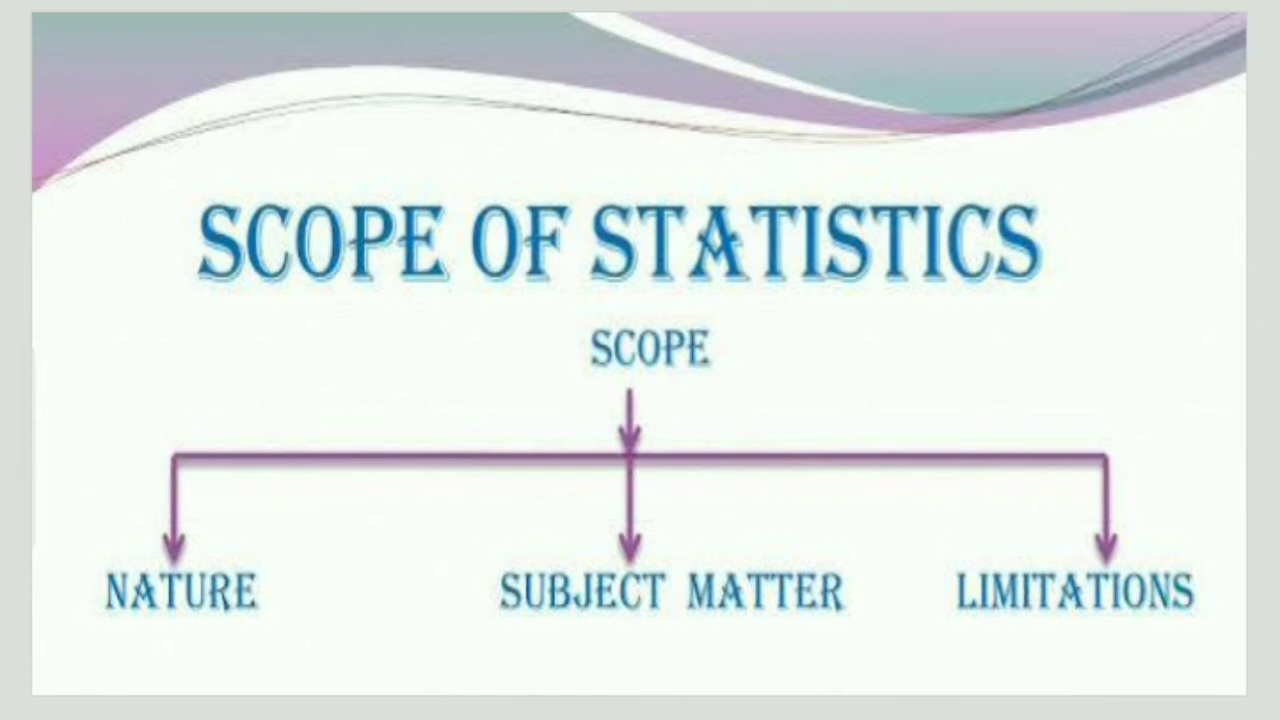 SCOPE OF STATISTICS
SCOPE
NATURE
SUBJECT MATTER
LIMITATIONS